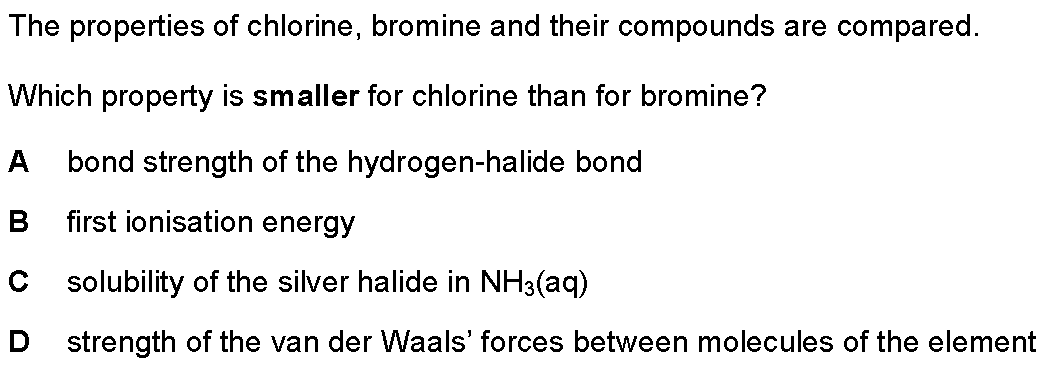 The properties of chlorine, bromine and their compounds are compared.
Which property is smaller for chlorine than for bromine?
A bond strength of the hydrogen-halide bond
B first ionisation energy
C solubility of the silver halide in NH₃(aq)
D strength of the van der Waals’ forces between molecules of the element